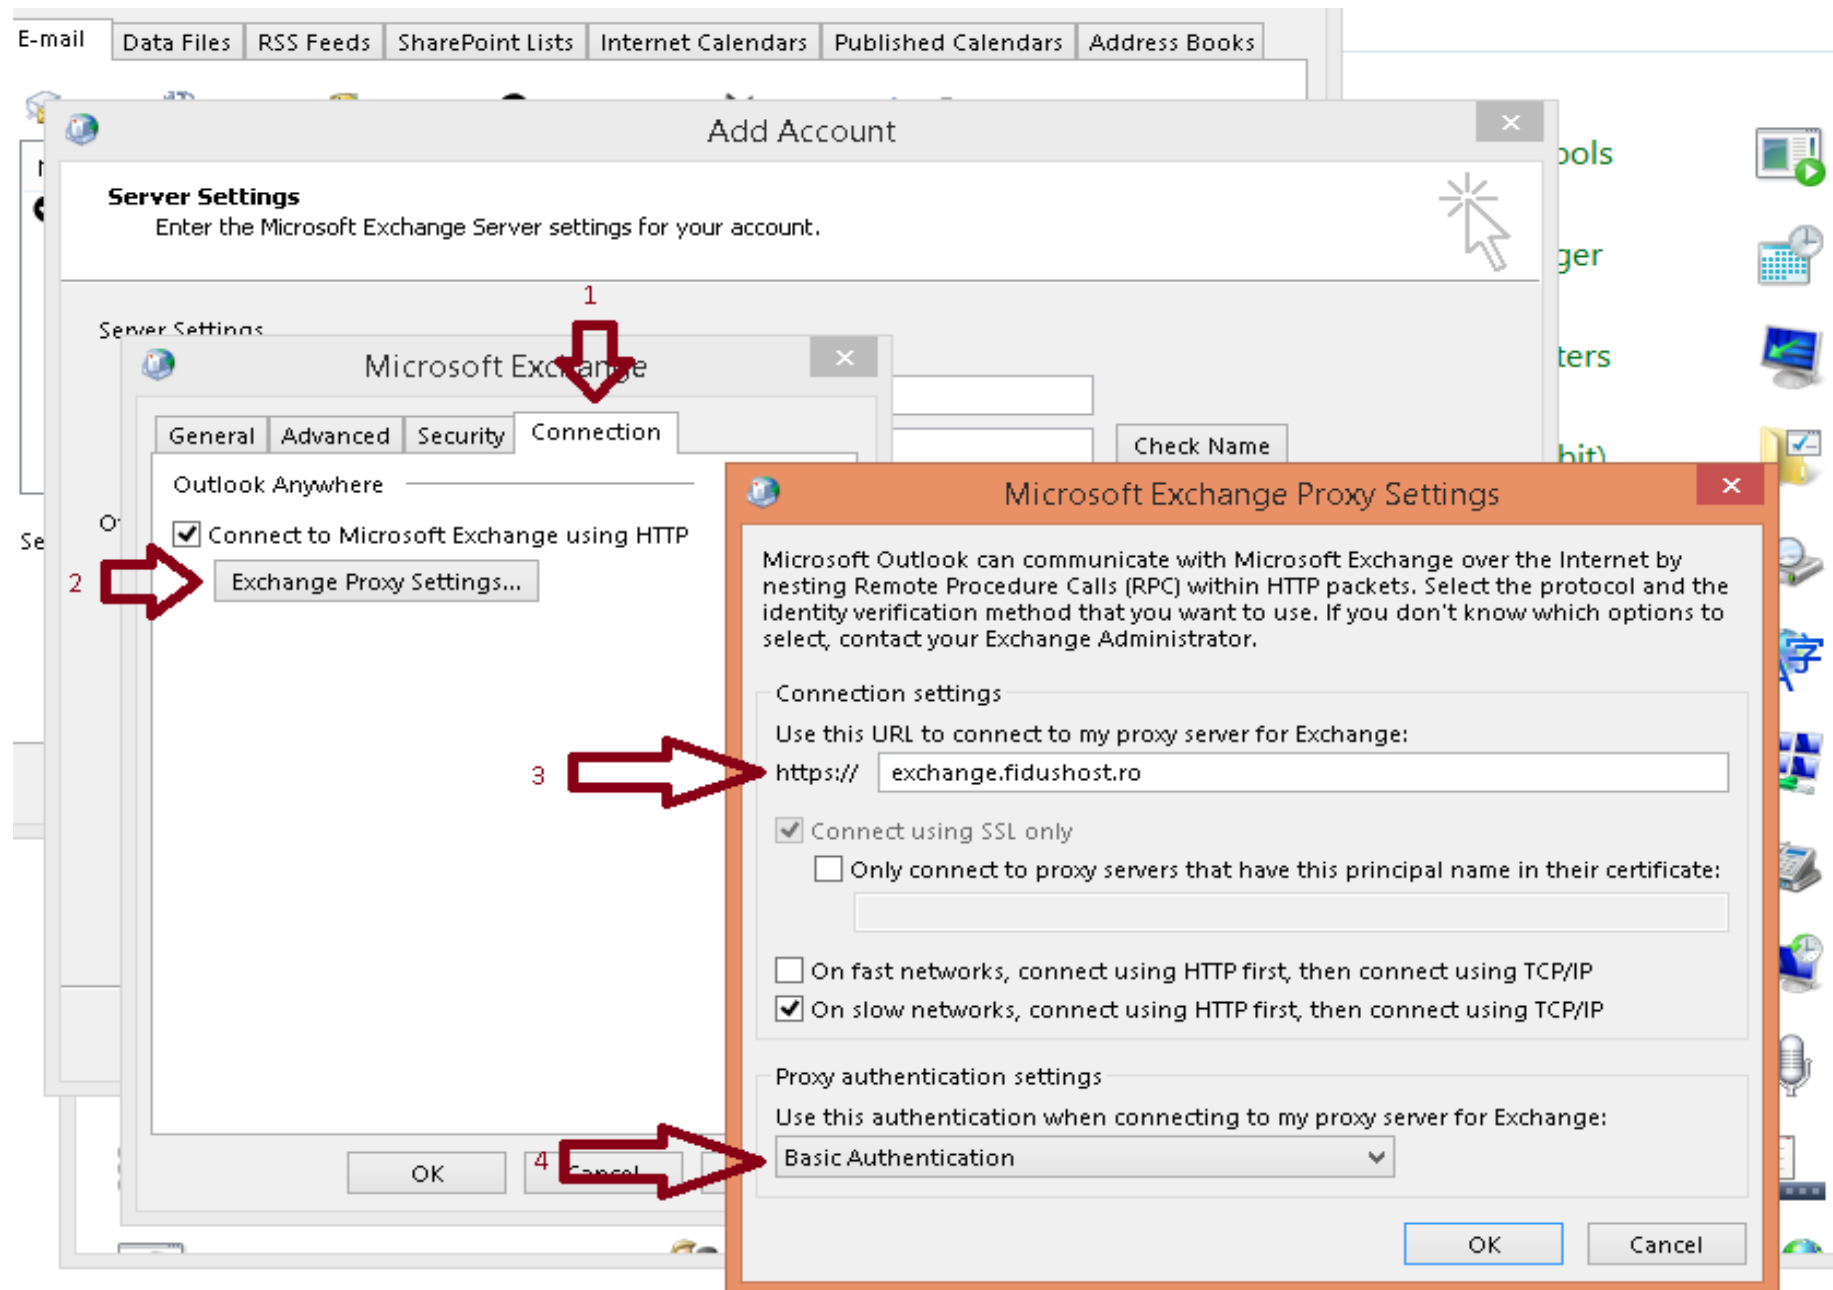 E-mail
Data Files
RSS Feeds
SharePoint Lists
Internet Calendars
Published Calendars
Address Books
Add Account
Server Settings
Enter the Microsoft Exchange Server settings for your account.
1
Server Settings
Microsoft Exchange
General
Advanced
Security
Connection
Check Name
Outlook Anywhere
Connect to Microsoft Exchange using HTTP
2
Exchange Proxy Settings...
OK
Cancel
Microsoft Exchange Proxy Settings
Microsoft Outlook can communicate with Microsoft Exchange over the Internet by
nesting Remote Procedure Calls (RPC) within HTTP packets. Select the protocol and the
identity verification method that you want to use. If you don't know which options to
select, contact your Exchange Administrator.
Connection settings
Use this URL to connect to my proxy server for Exchange:
3
https://
exchange.fidushost.ro
Connect using SSL only
Only connect to proxy servers that have this principal name in their certificate:
On fast networks, connect using HTTP first, then connect using TCP/IP
On slow networks, connect using HTTP first, then connect using TCP/IP
Proxy authentication settings
Use this authentication when connecting to my proxy server for Exchange:
4
Basic Authentication
OK
Cancel
ools
ger
ters
bit)
字